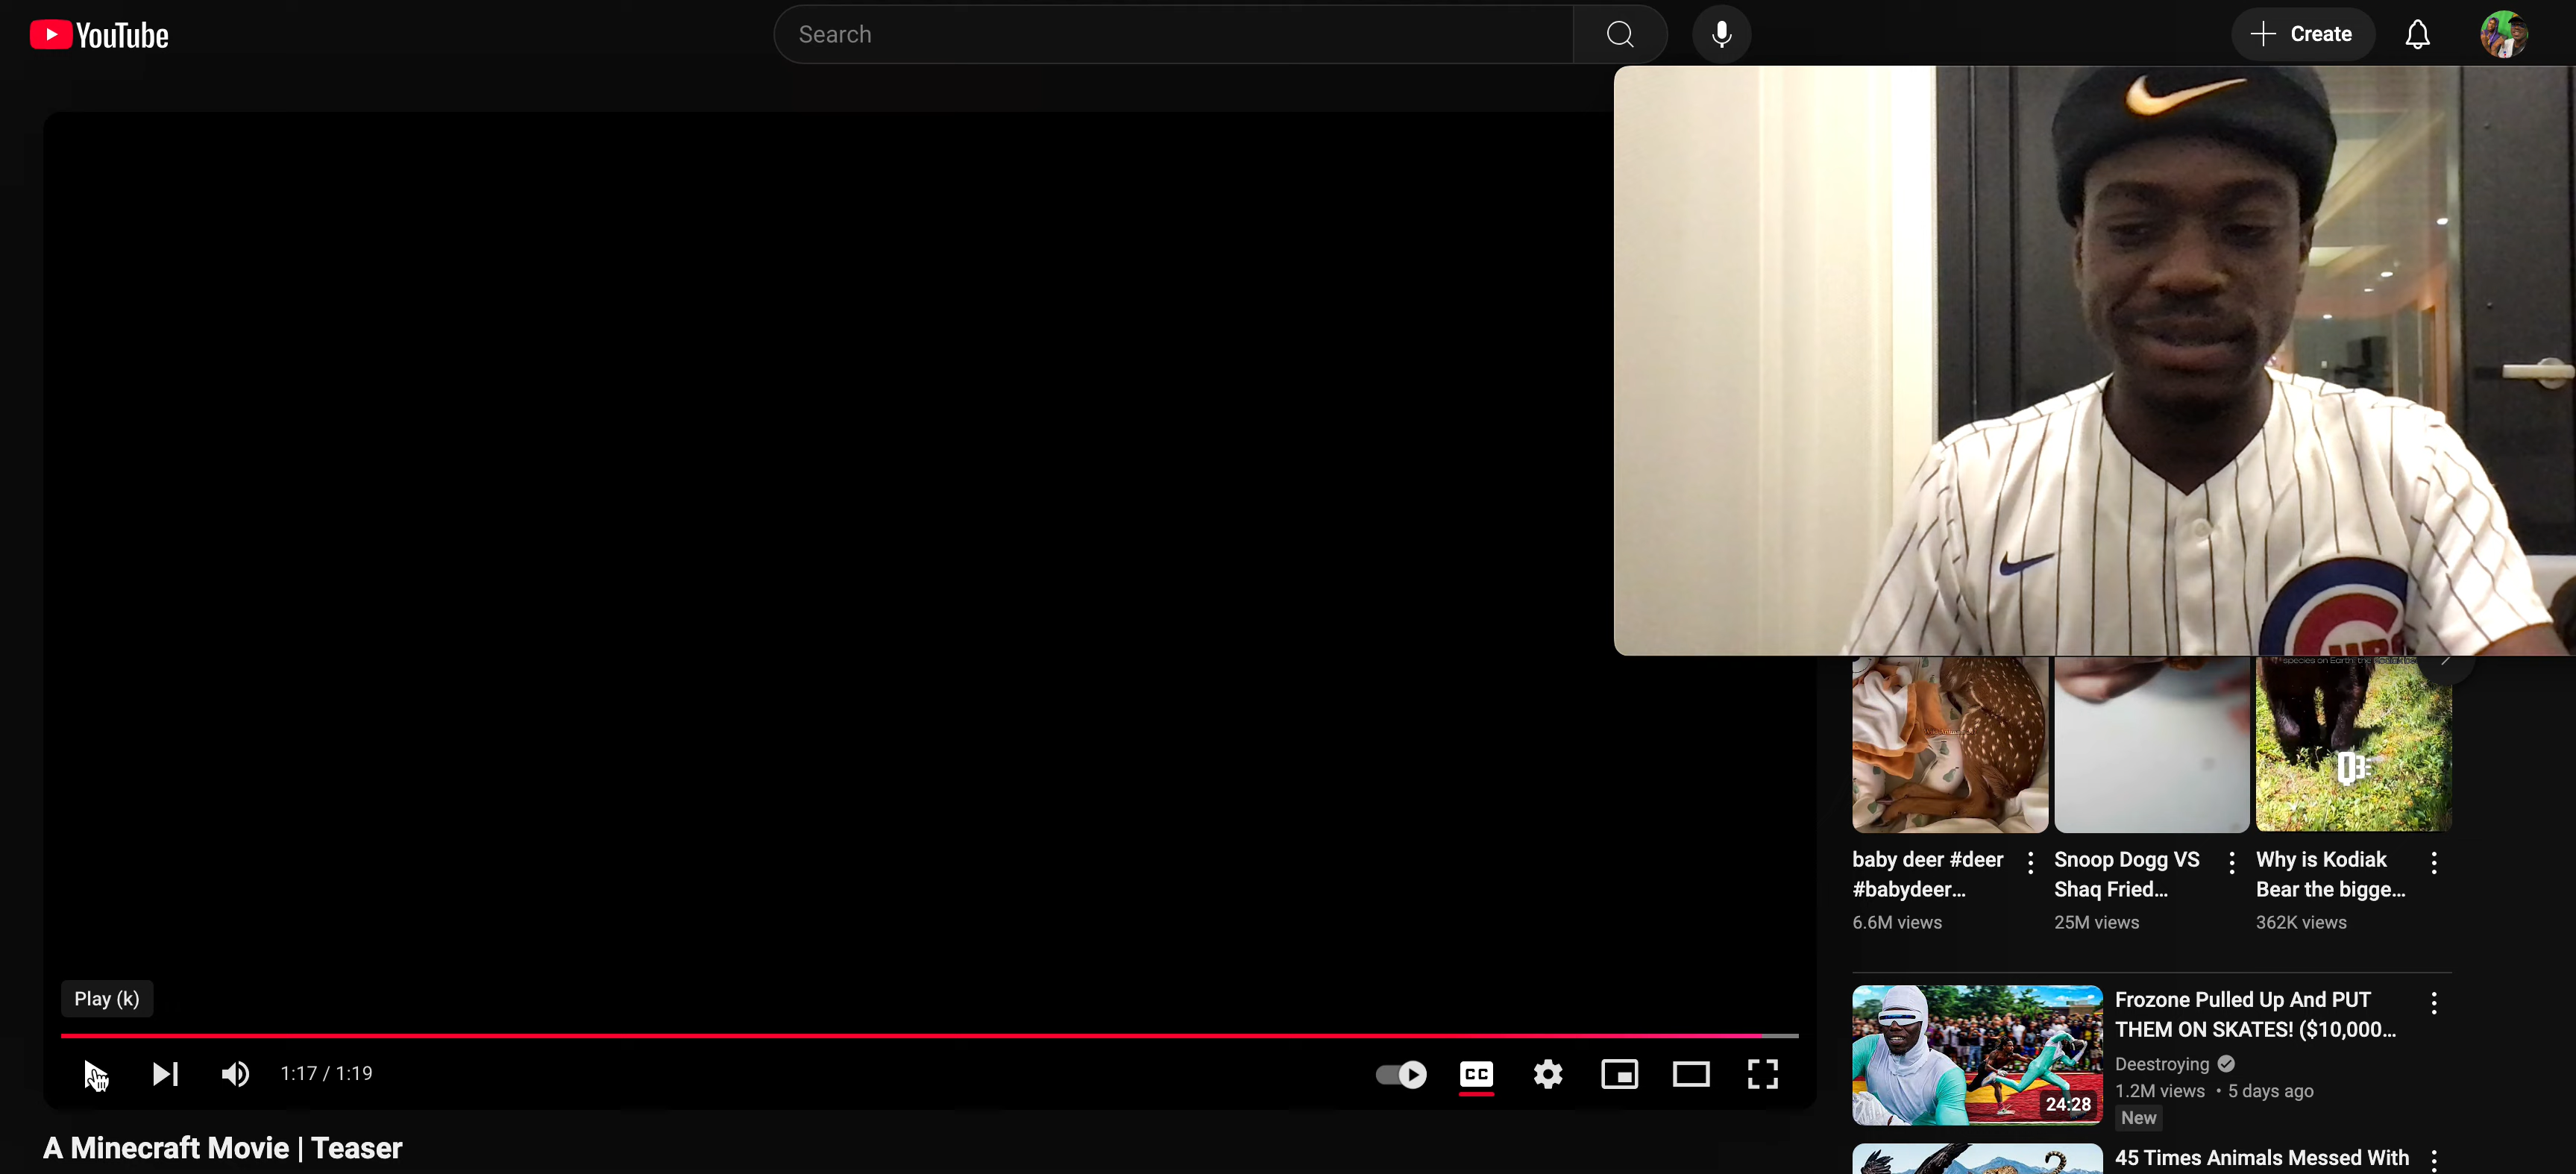 YouTube
Search
Create
CUBS
baby deer #deer
#babydeer...
6.6M views
Snoop Dogg VS
Shaq Fried...
25M views
Why is Kodiak
Bear the bigge...
362K views
Play (k)
1:17 / 1:19
CC
A Minecraft Movie | Teaser
24:28
Frozone Pulled Up And PUT
THEM ON SKATES! ($10,000...
Deestroying
1.2M views • 5 days ago
New
45 Times Animals Messed With